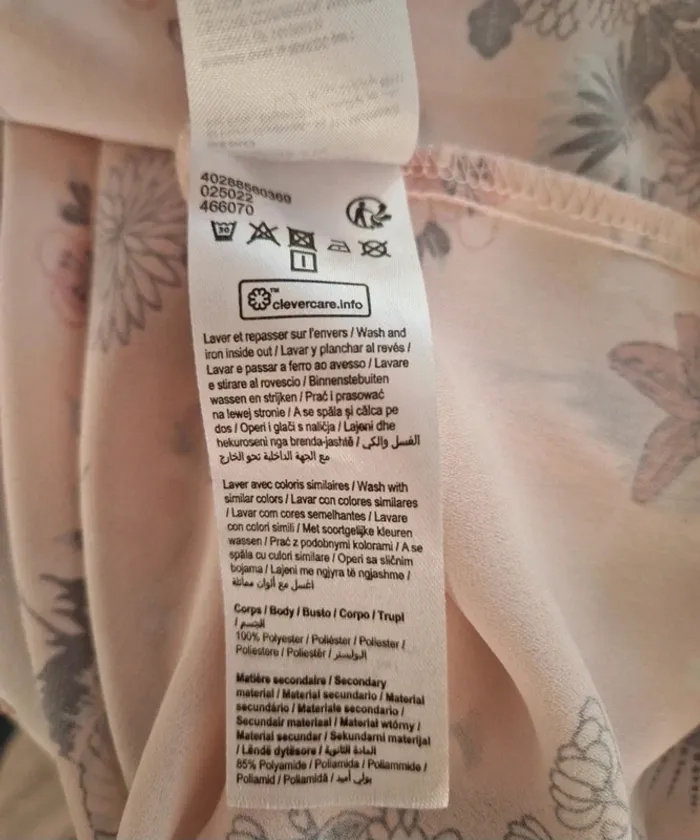 40288560369
025022
466070
30
clevercare.info
Laver et repasser sur l'envers / Wash and
iron inside out / Lavar y planchar al revés /
Lavar e passar a ferro ao avesso / Lavare
e stirare al rovescio / Binnenstebuiten
wassen en strijken / Prać i prasować
na lewej stronie / A se spăla și călca pe
dos / Operi i glači s naličja / Lajeni dhe
hekuroseni nga brenda-jashtë / الغسل والكي
مع الجهة الداخلية نحو الخارج
Laver avec coloris similaires / Wash with
similar colors / Lavar con colores similares
/ Lavar com cores semelhantes / Lavare
con colori simili / Met soortgelijke kleuren
wassen / Prać z podobnymi kolorami / A se
spăla cu culori similare / Operi sa sličnim
bojama / Lajeni me ngjyra të ngjashme /
اغسل مع ألوان مماثلة
Corps / Body / Busto / Corpo / Trupi
/ الجسم
100% Polyester / Poliéster / Poliester /
Poliestere / Poliestër / البوليستر
Matière secondaire / Secondary
material / Material secundario / Material
secundário / Materiale secondario /
Secundair materiaal / Materiał wtórny /
Material secundar / Sekundarni materijal
/ Lëndë dytësore / المادة الثانوية
85% Polyamide / Poliamida / Poliammide /
Poliamid / Poliamidă / بولي أميد